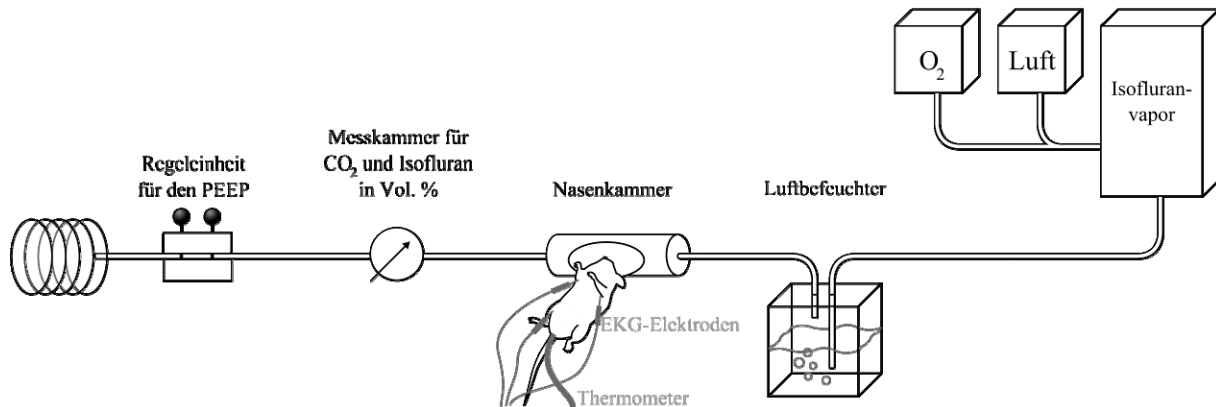 O2
Luft
Isofluran-
vapor
Messkammer für
CO2 und Isofluran
in Vol. %
Regeleinheit
für den PEEP
Nasenkammer
Luftbefeuchter
EKG-Elektroden
Thermometer